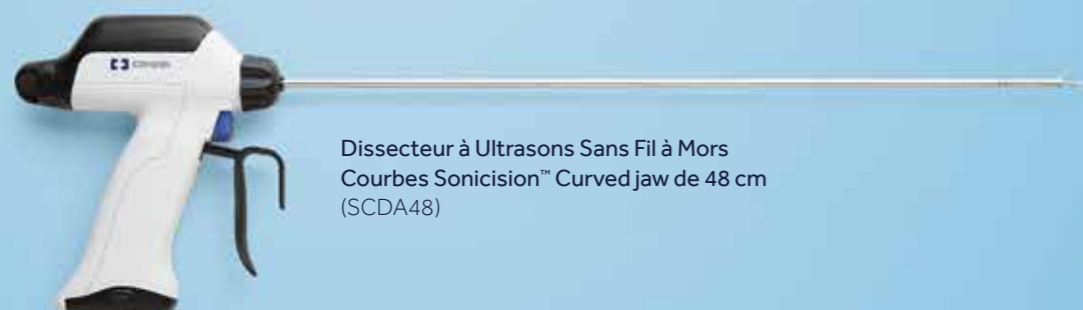 Dissecteur à Ultrasons Sans Fil à Mors
Courbes Sonicision™ Curved jaw de 48 cm
(SCDA48)